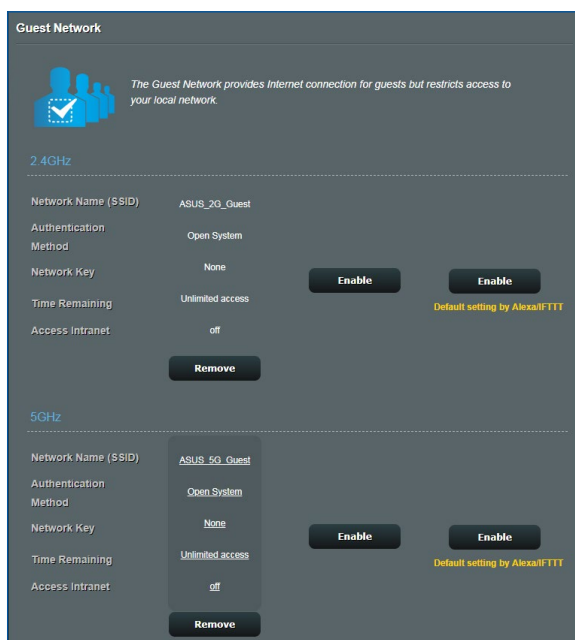 Guest Network
The Guest Network provides Internet connection for guests but restricts access to
your local network.
2.4GHz
Network Name (SSID) ASUS_2G_Guest
Authentication
Method Open System
Network Key None
Enable Enable
Time Remaining Unlimited access
Default setting by Alexa/IFTTT
Access Intranet off
Remove
5GHz
Network Name (SSID) ASUS_5G_Guest
Authentication
Method Open System
Network Key None
Enable Enable
Time Remaining Unlimited access
Default setting by Alexa/IFTTT
Access Intranet off
Remove